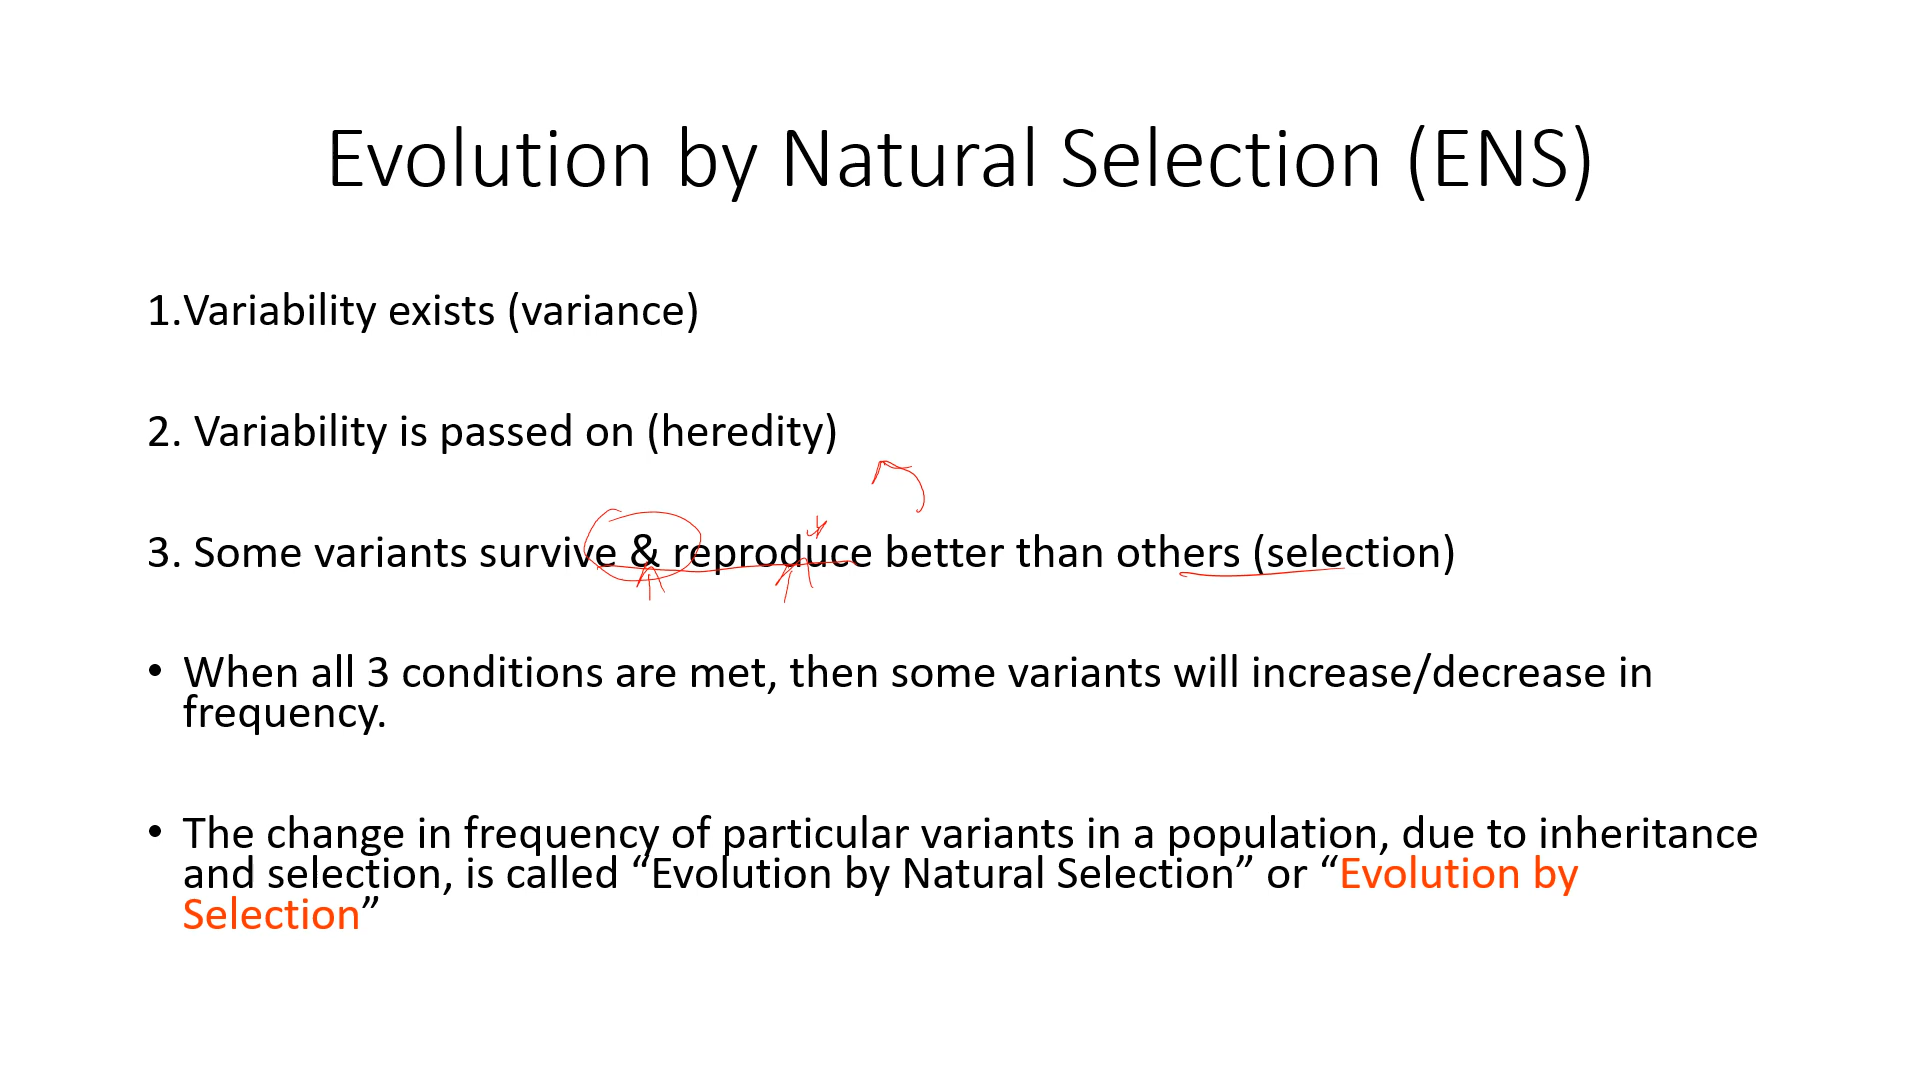 Evolution by Natural Selection (ENS)
1.Variability exists (variance)
2. Variability is passed on (heredity)
3. Some variants survive & reproduce better than others (selection)
• When all 3 conditions are met, then some variants will increase/decrease in
frequency.
• The change in frequency of particular variants in a population, due to inheritance
and selection, is called “Evolution by Natural Selection” or “Evolution by
Selection”